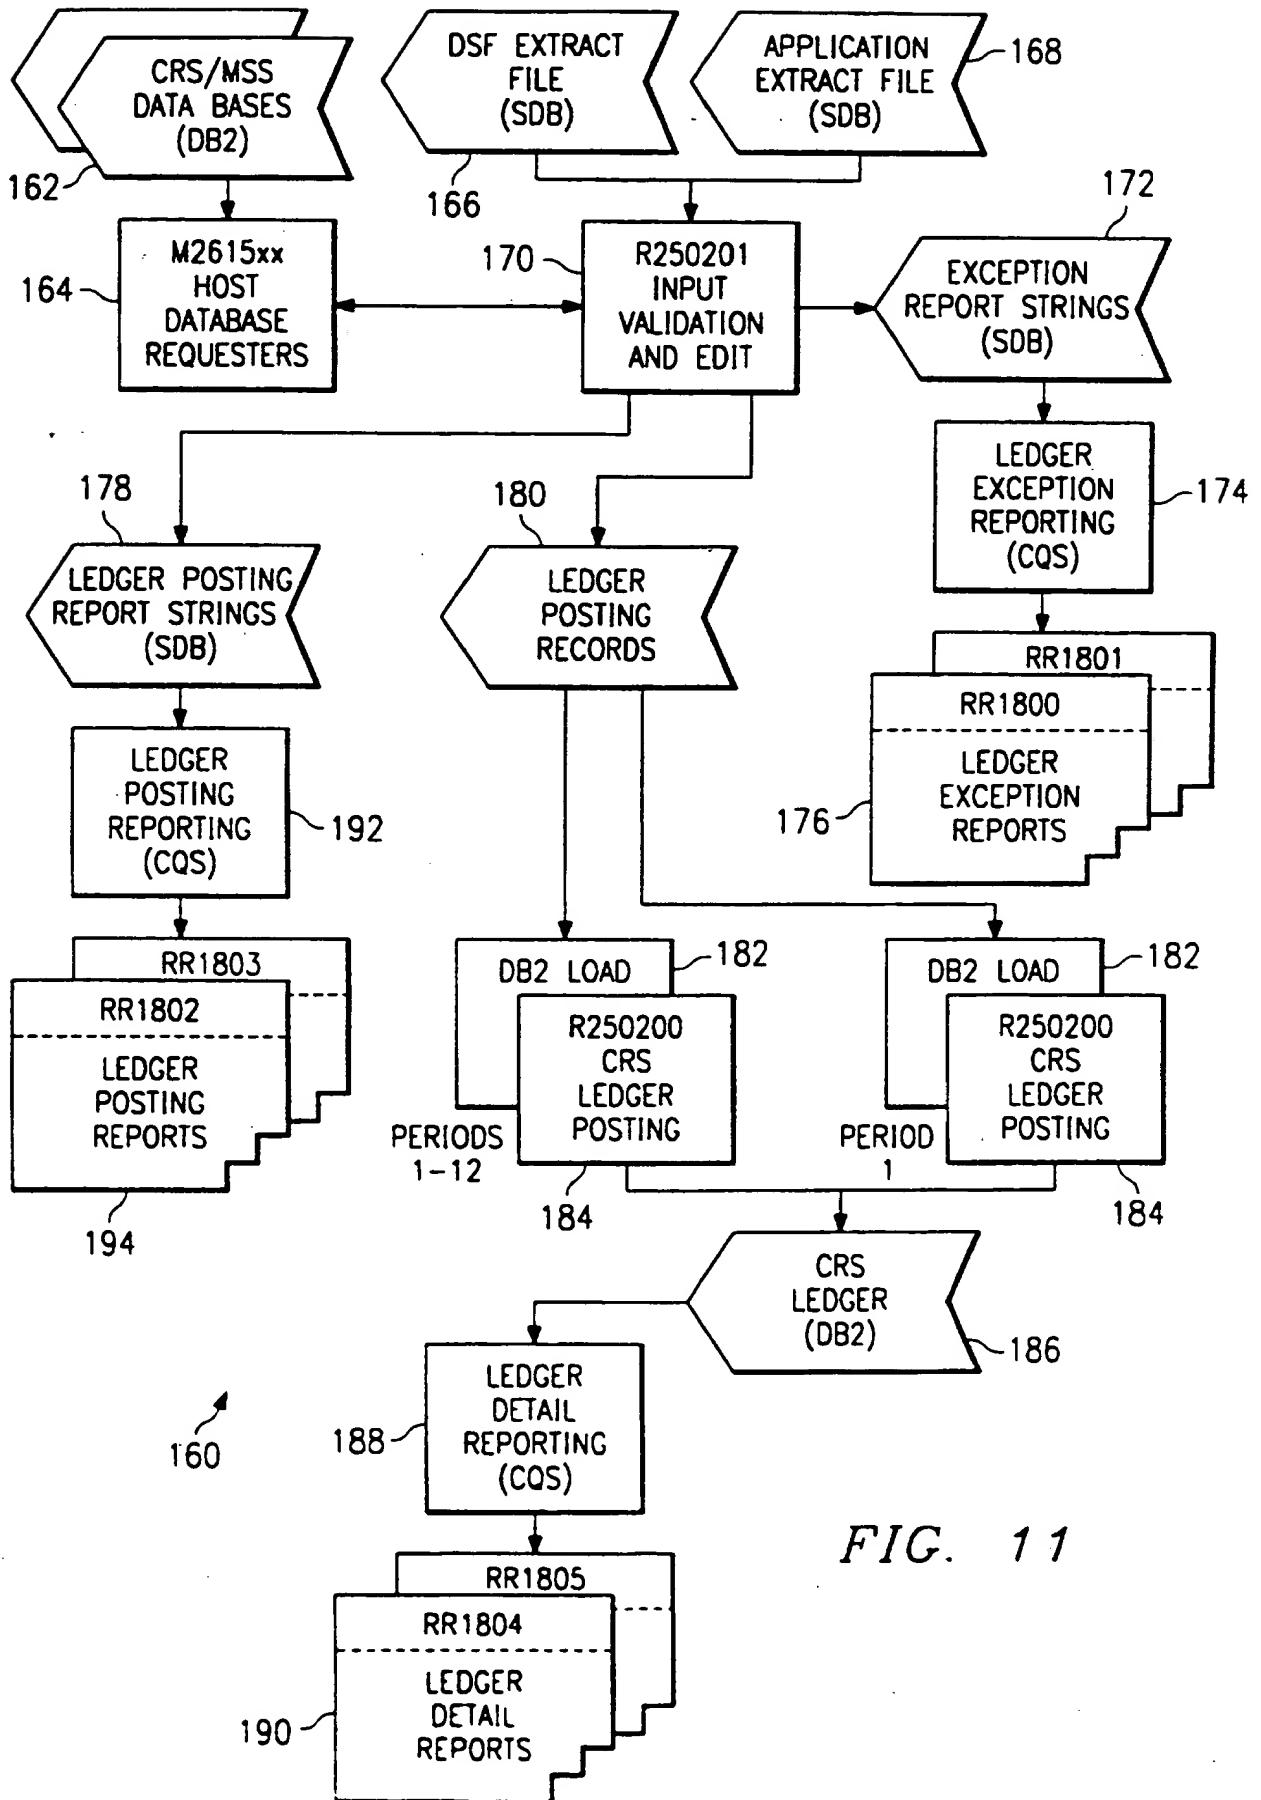 CRS/MSS
DATA BASES
(DB2)
162
DSF EXTRACT
FILE
(SDB)
166
APPLICATION
EXTRACT FILE
(SDB)
168
M2615xx
HOST
DATABASE
REQUESTERS
164
R250201
INPUT
VALIDATION
AND EDIT
170
EXCEPTION
REPORT STRINGS
(SDB)
172
LEDGER
EXCEPTION
REPORTING
(CQS)
174
RR1801
RR1800
LEDGER
EXCEPTION
REPORTS
176
178
LEDGER POSTING
REPORT STRINGS
(SDB)
180
LEDGER
POSTING
RECORDS
LEDGER
POSTING
REPORTING
(CQS)
192
RR1803
RR1802
LEDGER
POSTING
REPORTS
194
DB2 LOAD
182
R250200
CRS
LEDGER
POSTING
PERIODS
1-12
184
DB2 LOAD
182
R250200
CRS
LEDGER
POSTING
PERIOD
1
184
CRS
LEDGER
(DB2)
186
LEDGER
DETAIL
REPORTING
(CQS)
188
160
RR1805
RR1804
LEDGER
DETAIL
REPORTS
190
FIG. 11